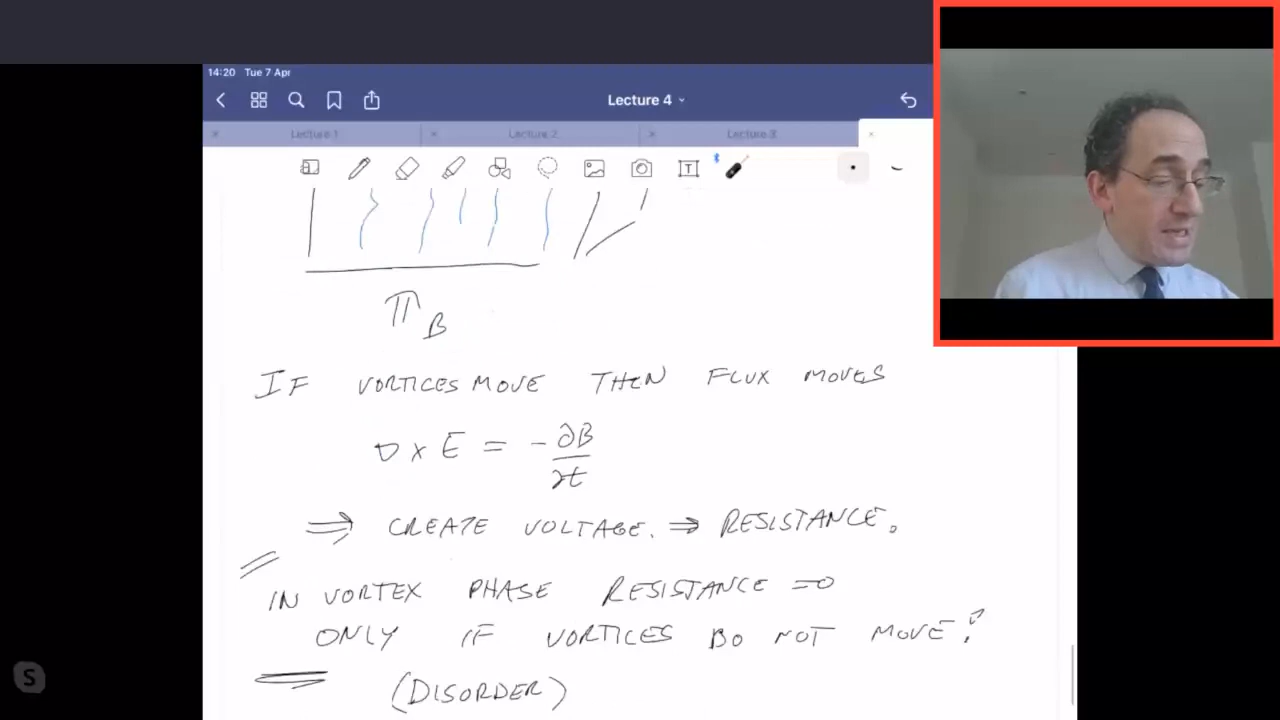 14:20 Tue 7 Apr
Lecture 4
Lecture 1
Lecture 2
Lecture 3
T
π B
IF VORTICES MOVE THEN FLUX MOVES
∇ × E = - ∂B
∂t
⇒ CREATE VOLTAGE. ⇒ RESISTANCE.
IN VORTEX PHASE RESISTANCE = 0
ONLY IF VORTICES DO NOT MOVE!
(DISORDER)
S